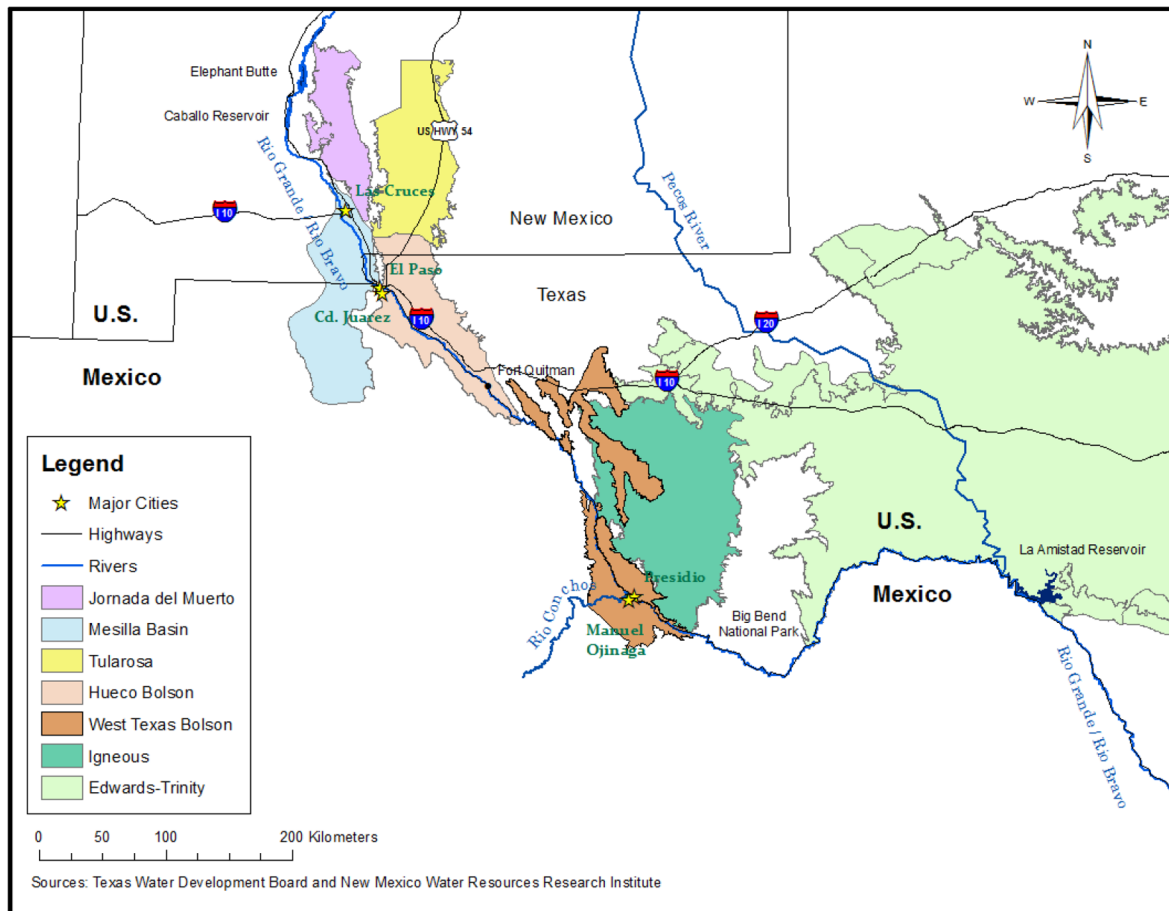 N
W
E
S
Elephant Butte
Caballo Reservoir
US HWY 54
Rio Grande / Rio Bravo
Las Cruces
Pecos River
I 10
New Mexico
El Paso
Texas
U.S.
Cd. Juarez
I 10
I 20
Mexico
Fort Quitman
I 10
U.S.
La Amistad Reservoir
Presidio
Rio Conchos
Mexico
Big Bend
National Park
Manuel
Ojinaga
Rio Grande / Rio Bravo
Legend
Major Cities
Highways
Rivers
Jornada del Muerto
Mesilla Basin
Tularosa
Hueco Bolson
West Texas Bolson
Igneous
Edwards-Trinity
0 50 100 200 Kilometers
Sources: Texas Water Development Board and New Mexico Water Resources Research Institute